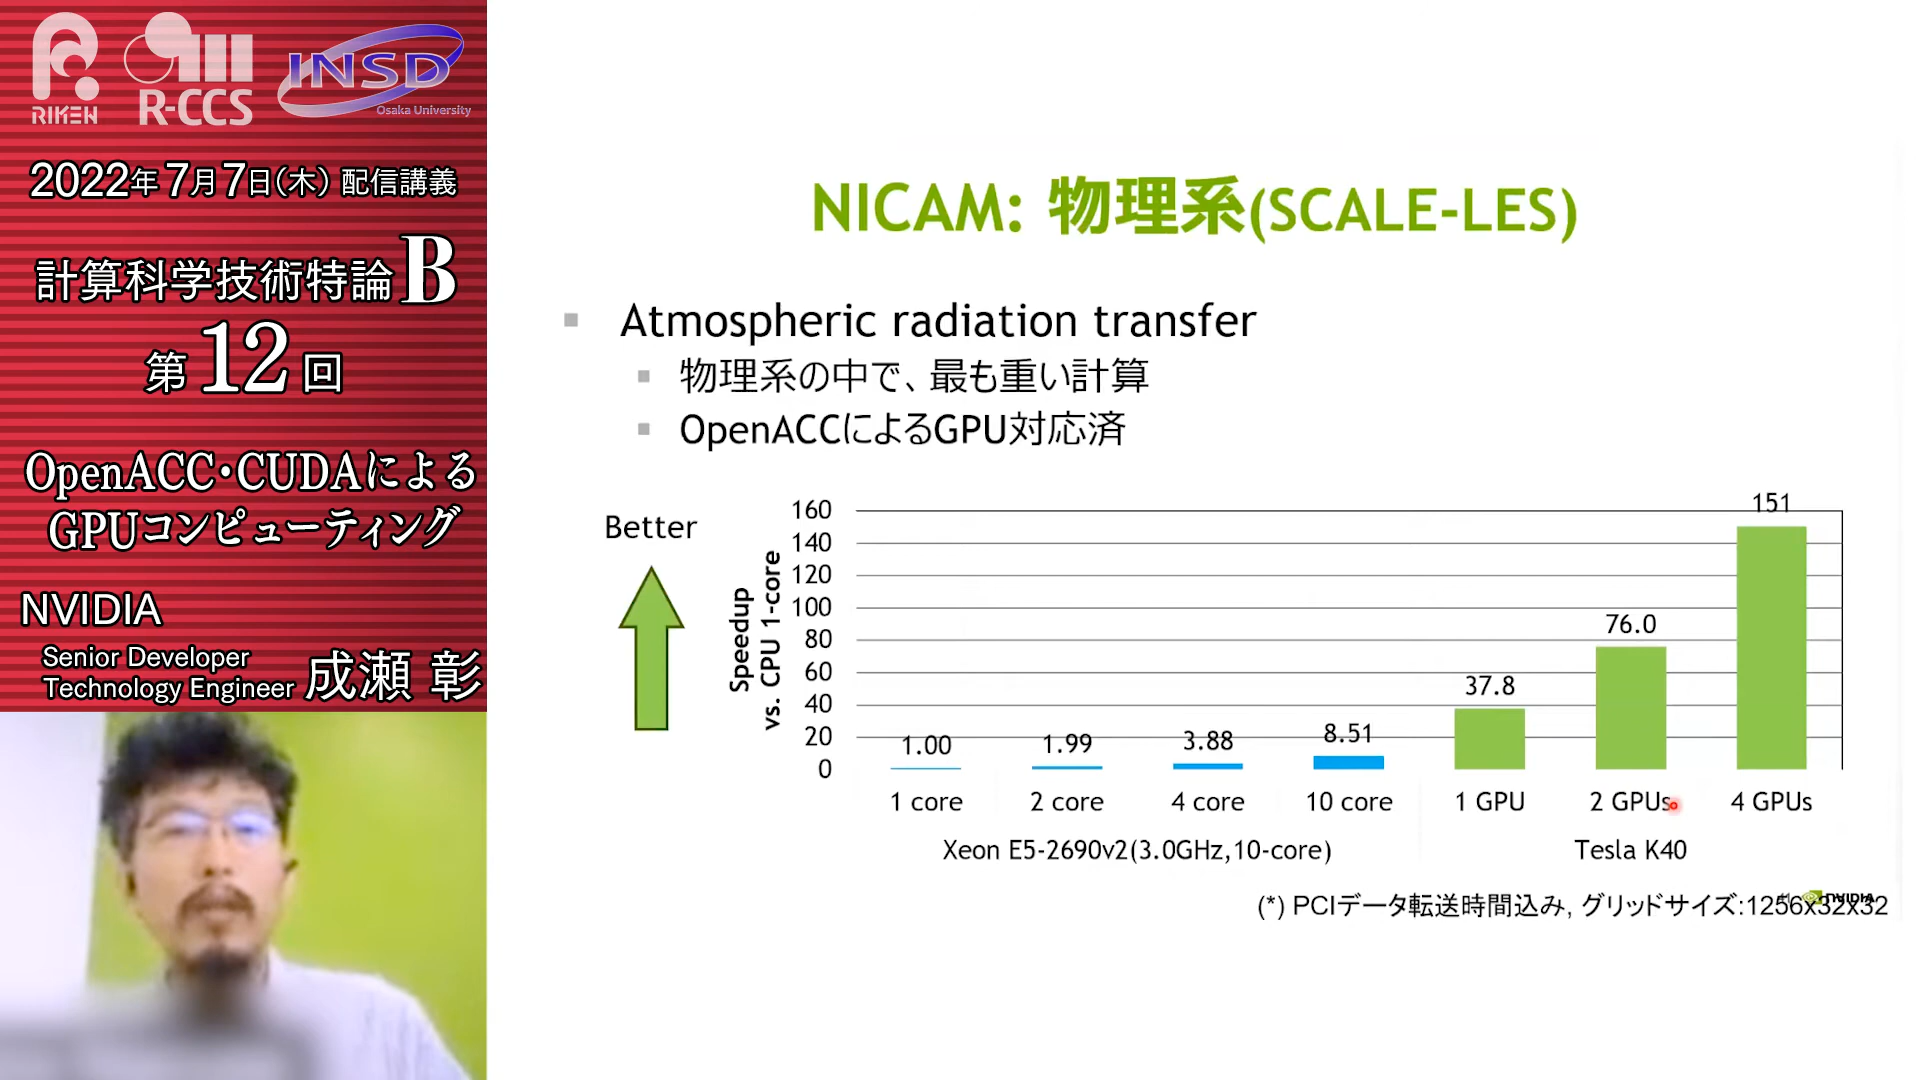 RIKEN
R-CCS
INSD
Osaka University
2022年7月7日(木) 配信講義
計算科学技術特論B
第12回
OpenACC・CUDAによる
GPUコンピューティング
NVIDIA
Senior Developer
Technology Engineer 成瀬 彰
NICAM: 物理系(SCALE-LES)
Atmospheric radiation transfer
物理系の中で、最も重い計算
OpenACCによるGPU対応済
Better
Speedup
vs. CPU 1-core
160
140
120
100
80
60
40
20
0
1.00
1.99
3.88
8.51
37.8
76.0
151
1 core
2 core
4 core
10 core
1 GPU
2 GPUs
4 GPUs
Xeon E5-2690v2(3.0GHz,10-core)
Tesla K40
(*) PCIデータ転送時間込み, グリッドサイズ:1256x32x32
NVIDIA